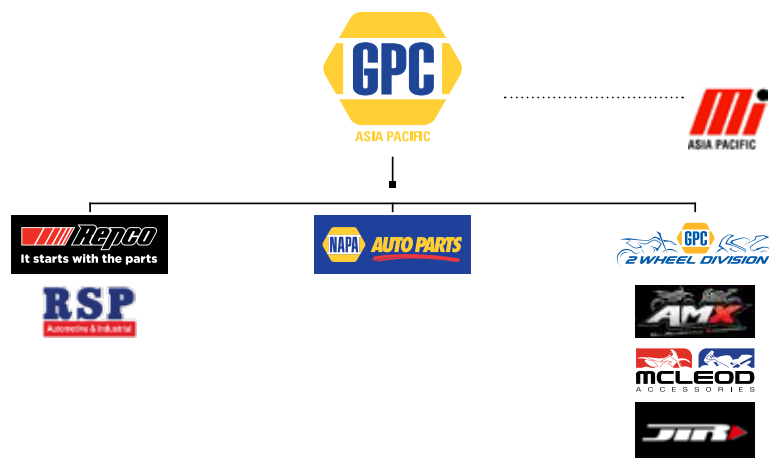 GPC
ASIA PACIFIC
Mi
ASIA PACIFIC
Repco
It starts with the parts
NAPA AUTO PARTS
GPC
2 WHEEL DIVISION
RSP
Automotive & Industrial
AMX
MCLEOD
ACCESSORIES
JTR